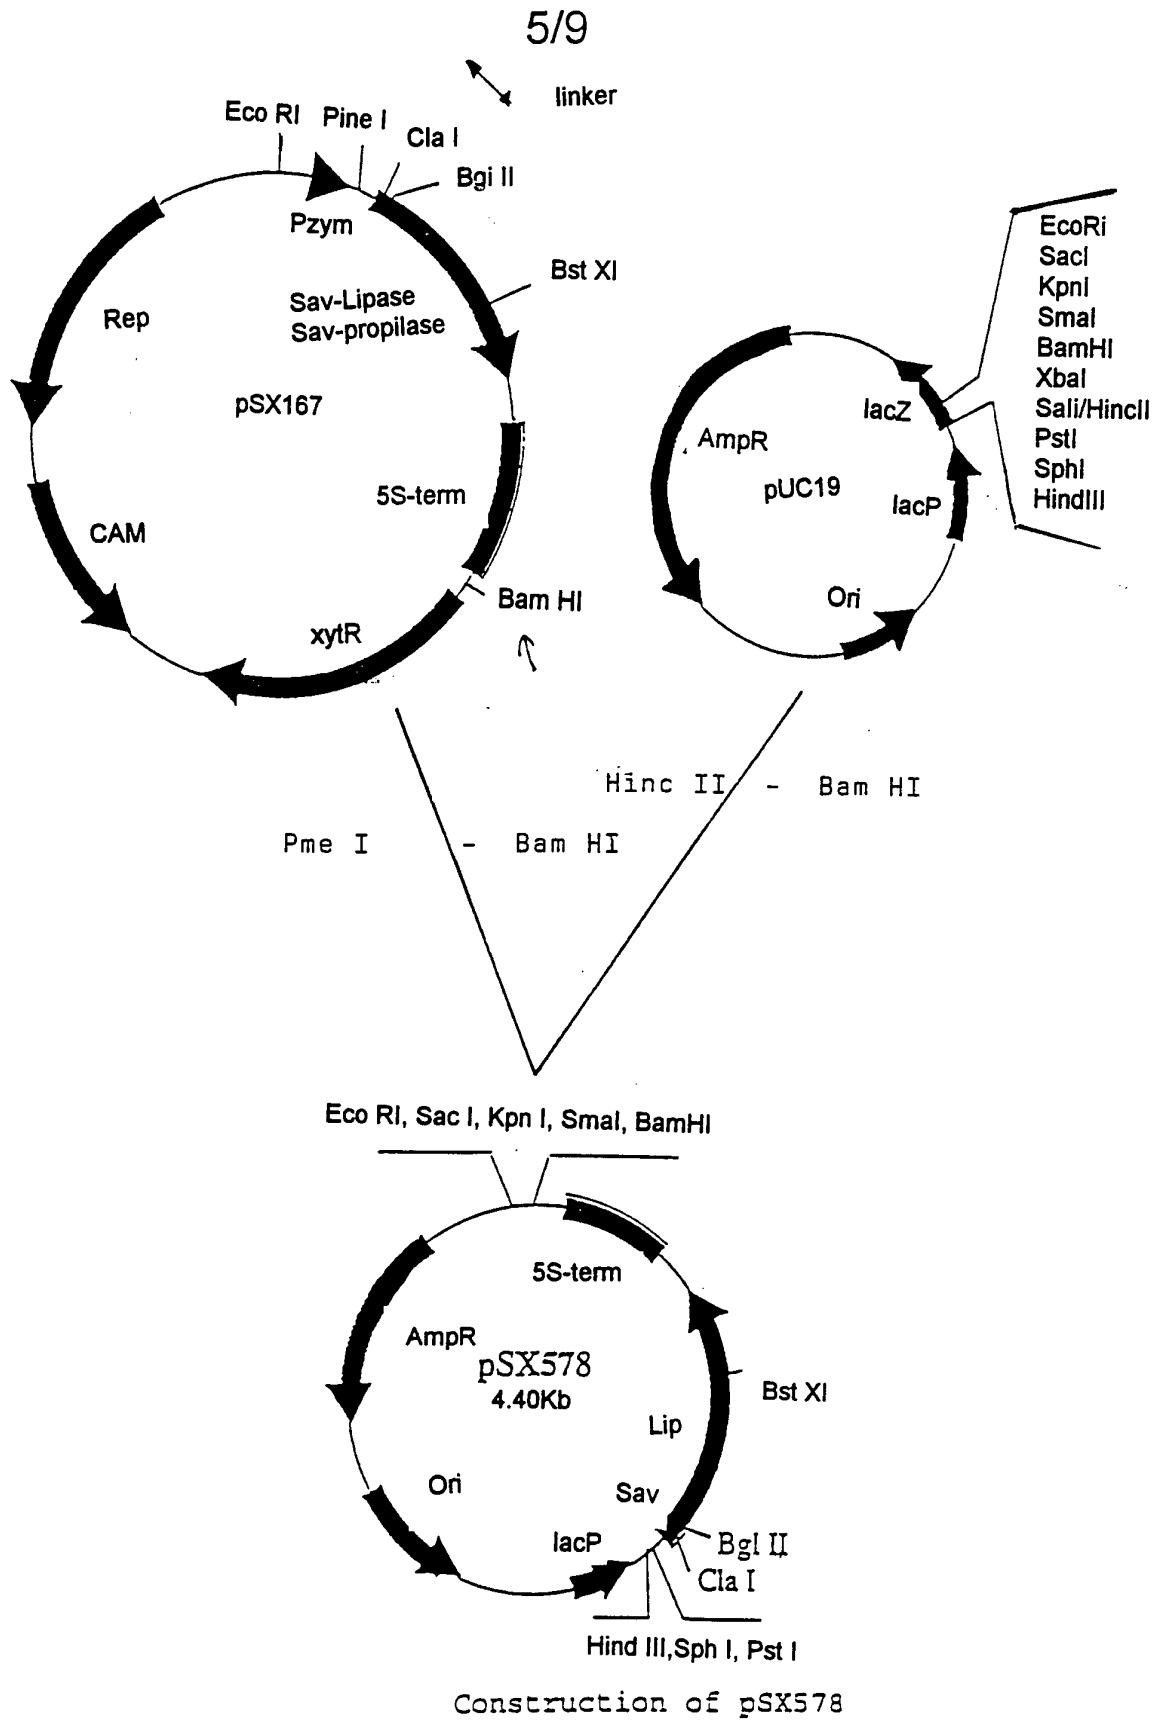 5/9
linker
Eco RI
Pine I
Cla I
Bgi II
Pzym
Bst XI
Sav-Lipase
Sav-propilase
Rep
pSX167
5S-term
CAM
Bam HI
xytR
EcoRi
SacI
KpnI
SmaI
BamHI
XbaI
Sali/HincII
PstI
SphI
HindIII
lacZ
AmpR
pUC19
lacP
Ori
Hinc II - Bam HI
Pme I - Bam HI
Eco RI, Sac I, Kpn I, SmaI, BamHI
5S-term
AmpR
pSX578
4.40Kb
Bst XI
Lip
Ori
Sav
lacP
Bgl II
Cla I
Hind III,Sph I, Pst I
Construction of pSX578